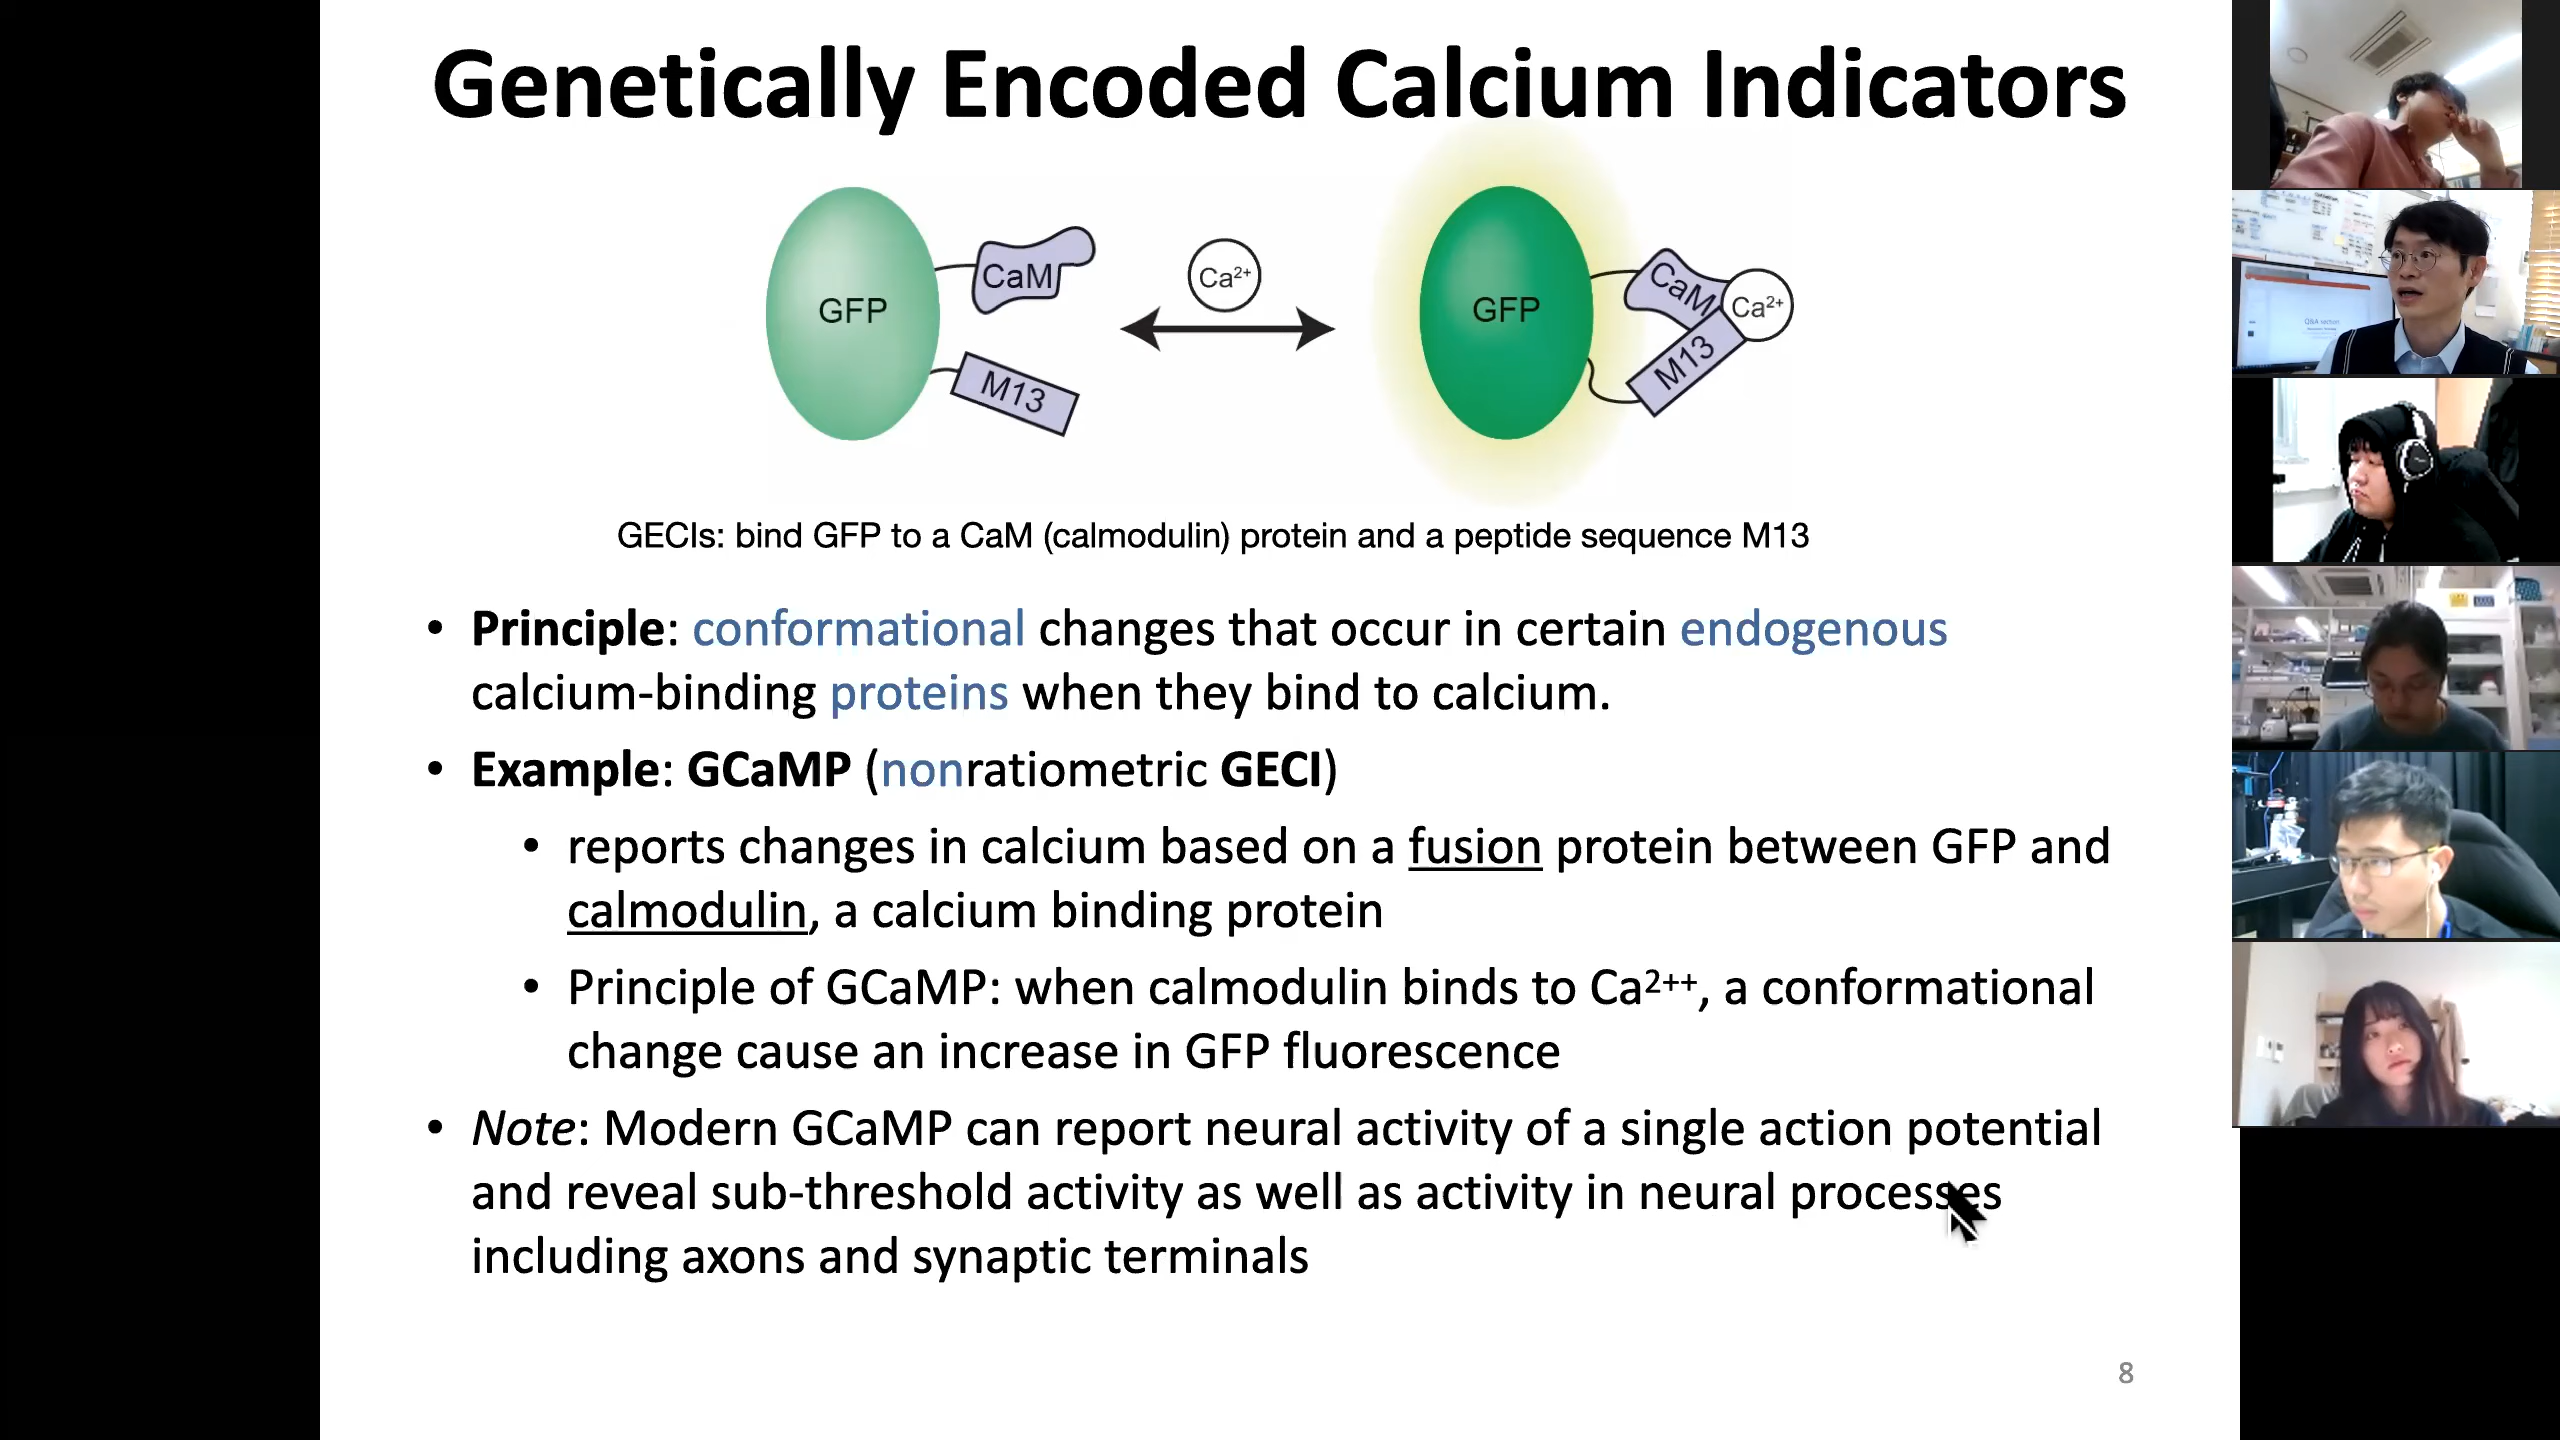 Genetically Encoded Calcium Indicators
GFP
CaM
M13
Ca²⁺
GFP
CaM
Ca²⁺
M13
GECIs: bind GFP to a CaM (calmodulin) protein and a peptide sequence M13
• Principle: conformational changes that occur in certain endogenous
calcium-binding proteins when they bind to calcium.
• Example: GCaMP (nonratiometric GECI)
• reports changes in calcium based on a fusion protein between GFP and
calmodulin, a calcium binding protein
• Principle of GCaMP: when calmodulin binds to Ca²⁺⁺, a conformational
change cause an increase in GFP fluorescence
• Note: Modern GCaMP can report neural activity of a single action potential
and reveal sub-threshold activity as well as activity in neural processes
including axons and synaptic terminals
8
Q&A section